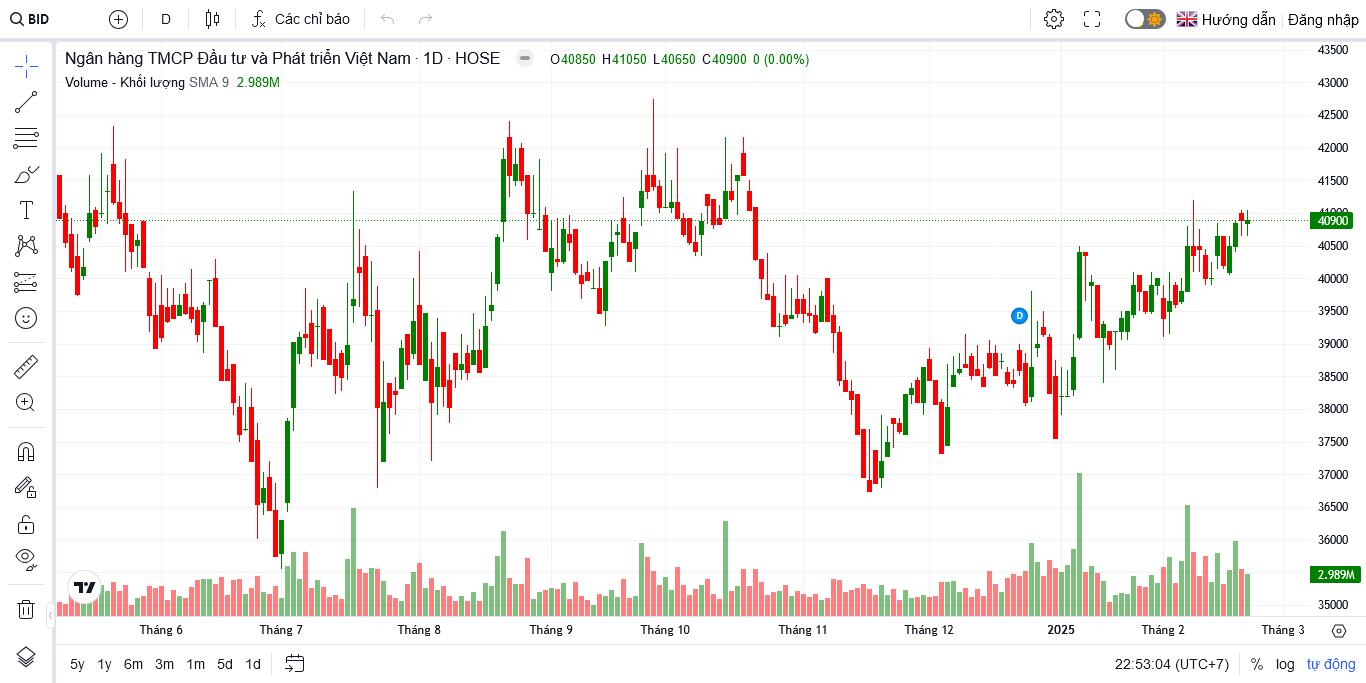 BID
D
Các chỉ báo
Hướng dẫn
Đăng nhập
Ngân hàng TMCP Đầu tư và Phát triển Việt Nam · 1D · HOSE
O40850 H41050 L40650 C40900 0 (0.00%)
Volume - Khối lượng SMA 9 2.989M
43500
43000
42500
42000
41500
41000
40900
40500
40000
39500
39000
38500
38000
37500
37000
36500
36000
2.989M
35000
D
Tháng 6
Tháng 7
Tháng 8
Tháng 9
Tháng 10
Tháng 11
Tháng 12
2025
Tháng 2
Tháng 3
5y 1y 6m 3m 1m 5d 1d
22:53:04 (UTC+7)
% log tự động